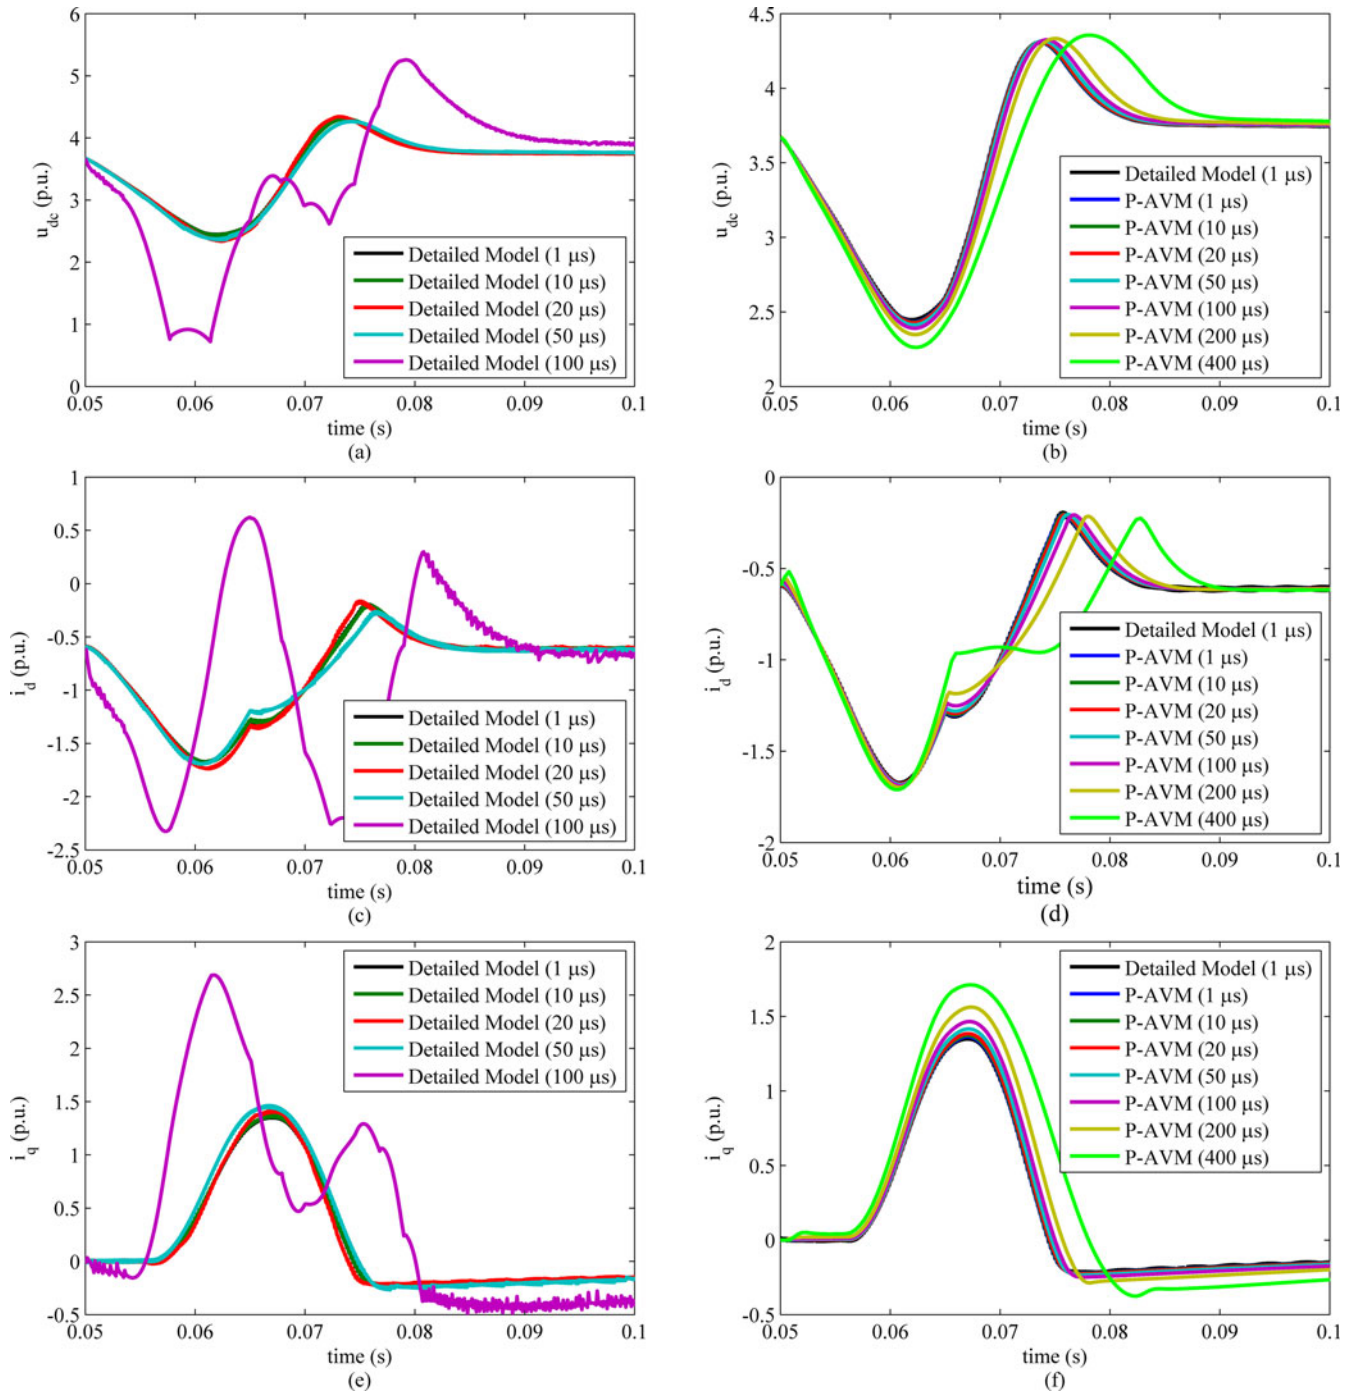 6
5
4
3
2
1
0
u_dc (p.u.)
Detailed Model (1 μs)
Detailed Model (10 μs)
Detailed Model (20 μs)
Detailed Model (50 μs)
Detailed Model (100 μs)
0.05 0.06 0.07 0.08 0.09 0.1
time (s)
(a)
4.5
4
3.5
3
2.5
2
u_dc (p.u.)
Detailed Model (1 μs)
P-AVM (1 μs)
P-AVM (10 μs)
P-AVM (20 μs)
P-AVM (50 μs)
P-AVM (100 μs)
P-AVM (200 μs)
P-AVM (400 μs)
0.05 0.06 0.07 0.08 0.09 0.1
time (s)
(b)
1
0.5
0
-0.5
-1
-1.5
-2
-2.5
i_d (p.u.)
Detailed Model (1 μs)
Detailed Model (10 μs)
Detailed Model (20 μs)
Detailed Model (50 μs)
Detailed Model (100 μs)
0.05 0.06 0.07 0.08 0.09 0.1
time (s)
(c)
0
-0.5
-1
-1.5
-2
i_d (p.u.)
Detailed Model (1 μs)
P-AVM (1 μs)
P-AVM (10 μs)
P-AVM (20 μs)
P-AVM (50 μs)
P-AVM (100 μs)
P-AVM (200 μs)
P-AVM (400 μs)
0.05 0.06 0.07 0.08 0.09 0.1
time (s)
(d)
3
2.5
2
1.5
1
0.5
0
-0.5
i_q (p.u.)
Detailed Model (1 μs)
Detailed Model (10 μs)
Detailed Model (20 μs)
Detailed Model (50 μs)
Detailed Model (100 μs)
0.05 0.06 0.07 0.08 0.09 0.1
time (s)
(e)
2
1.5
1
0.5
0
-0.5
i_q (p.u.)
Detailed Model (1 μs)
P-AVM (1 μs)
P-AVM (10 μs)
P-AVM (20 μs)
P-AVM (50 μs)
P-AVM (100 μs)
P-AVM (200 μs)
P-AVM (400 μs)
0.05 0.06 0.07 0.08 0.09 0.1
time (s)
(f)